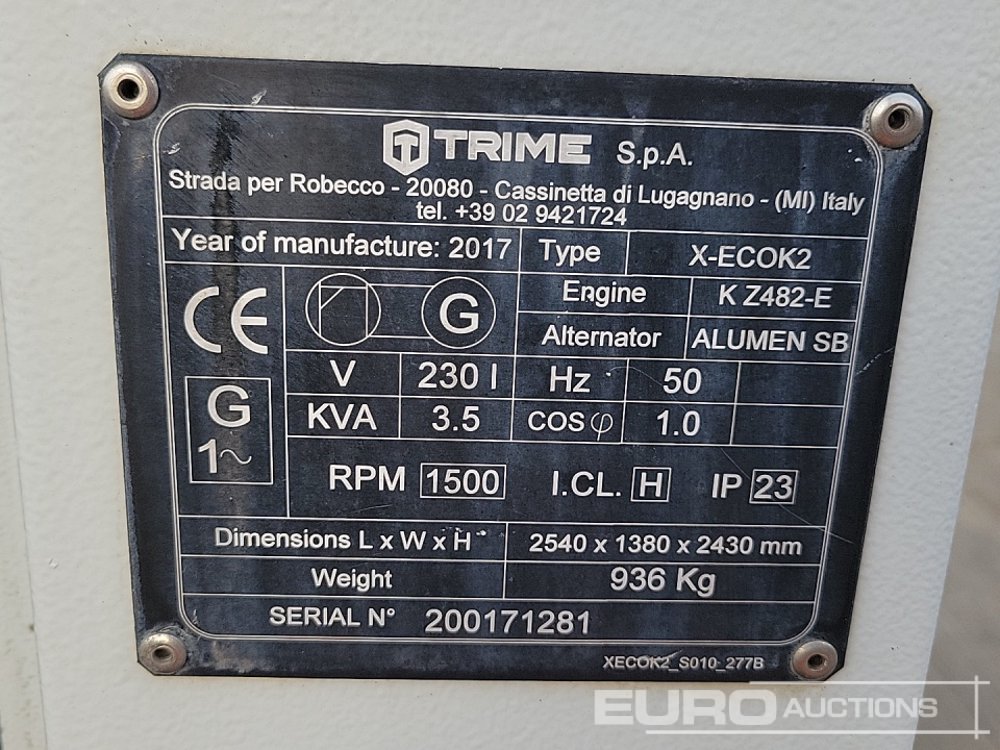 TRIME S.p.A.
Strada per Robecco - 20080 - Cassinetta di Lugagnano - (MI) Italy
tel. +39 02 9421724
Year of manufacture: 2017 Type X-ECOK2
Engine K Z482-E
CE G Alternator ALUMEN SB
V 230 I Hz 50
G KVA 3.5 COS φ 1.0
1~ RPM 1500 I.CL. H IP 23
Dimensions L x W x H 2540 x 1380 x 2430 mm
Weight 936 Kg
SERIAL N° 200171281
XECOK2_S010_277B
EURO AUCTIONS